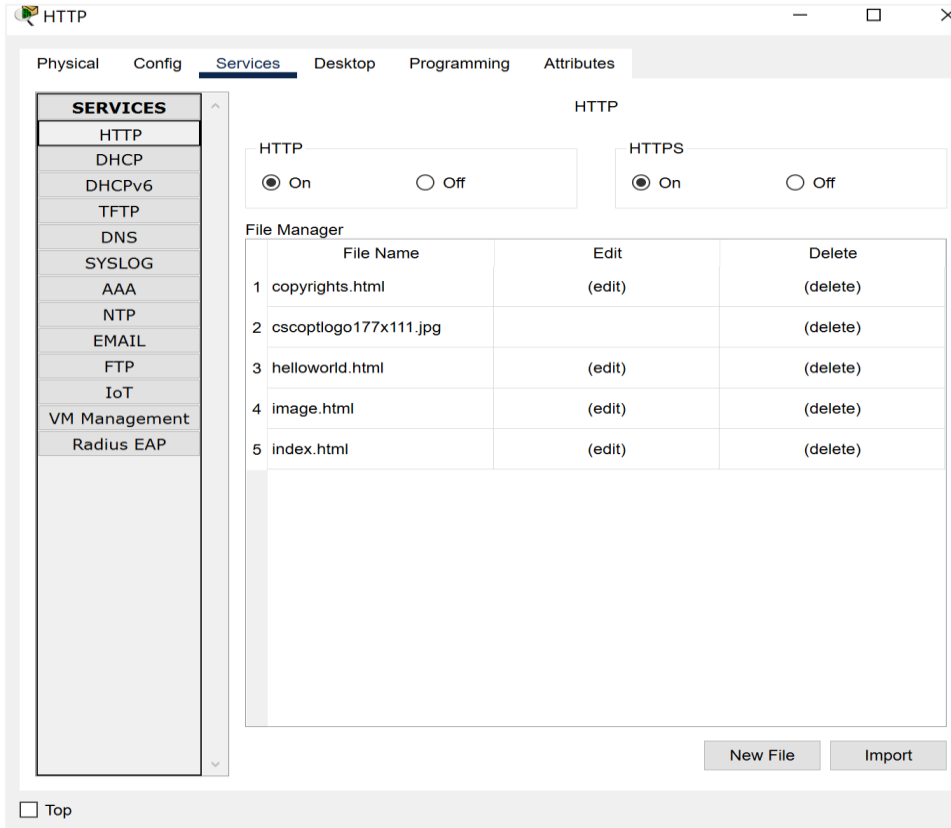 HTTP
Physical Config Services Desktop Programming Attributes
SERVICES
HTTP
DHCP
DHCPv6
TFTP
DNS
SYSLOG
AAA
NTP
EMAIL
FTP
IoT
VM Management
Radius EAP
HTTP
HTTP
On Off
HTTPS
On Off
File Manager
File Name Edit Delete
1 copyrights.html (edit) (delete)
2 cscoptlogo177x111.jpg (delete)
3 helloworld.html (edit) (delete)
4 image.html (edit) (delete)
5 index.html (edit) (delete)
New File Import
Top